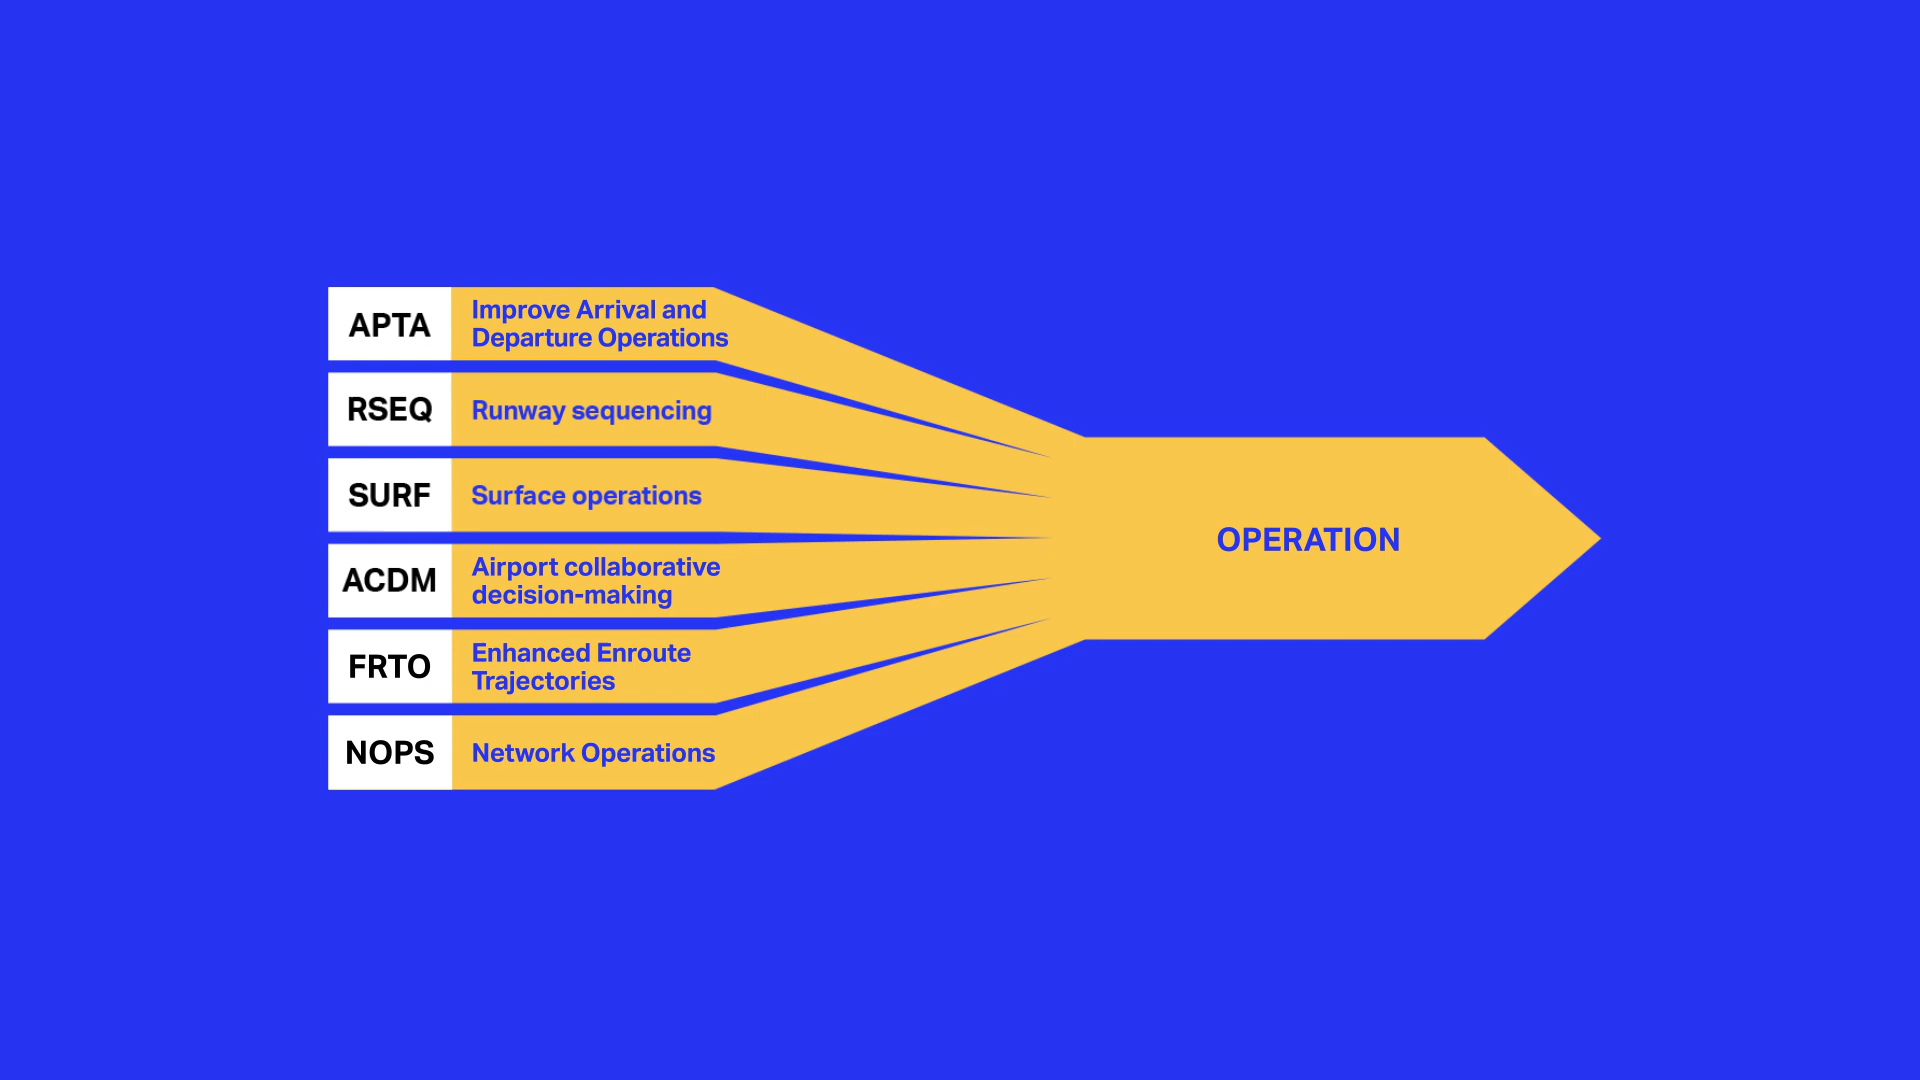 APTA
Improve Arrival and
Departure Operations
RSEQ
Runway sequencing
SURF
Surface operations
ACDM
Airport collaborative
decision-making
FRTO
Enhanced Enroute
Trajectories
NOPS
Network Operations
OPERATION